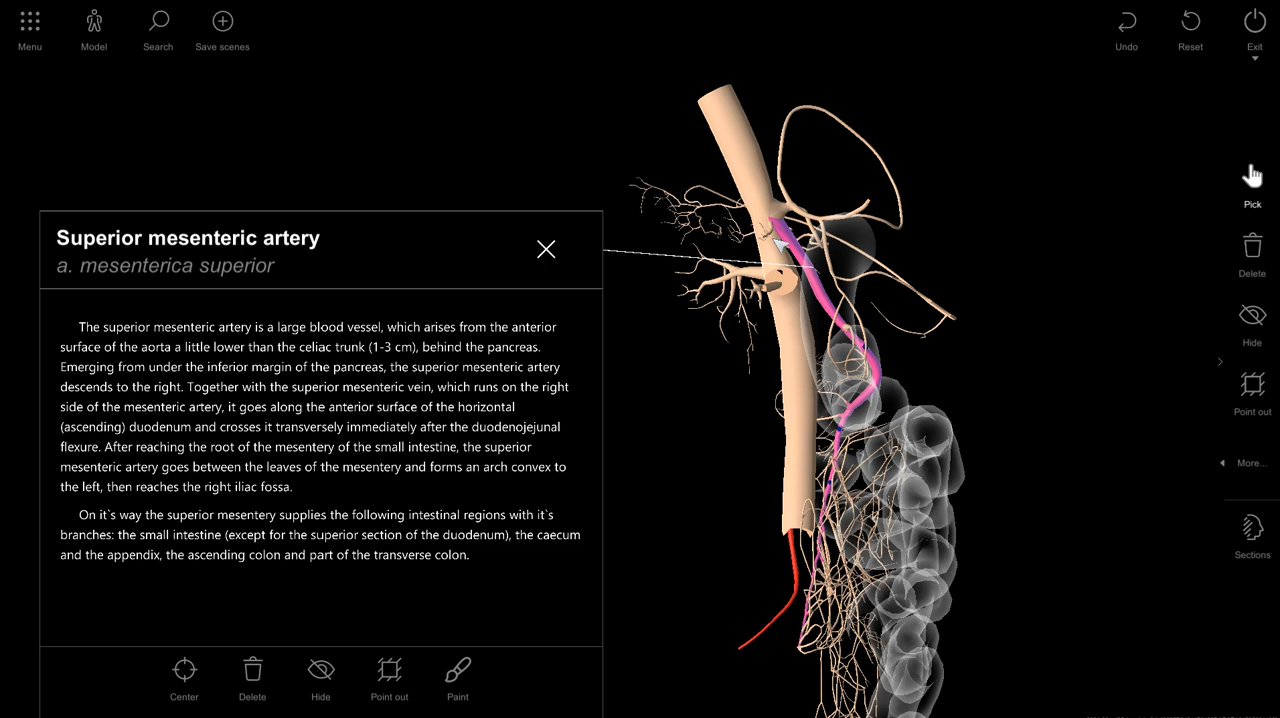 Menu
Model
Search
Save scenes
Undo
Reset
Exit
Superior mesenteric artery
a. mesenterica superior
The superior mesenteric artery is a large blood vessel, which arises from the anterior
surface of the aorta a little lower than the celiac trunk (1-3 cm), behind the pancreas.
Emerging from under the inferior margin of the pancreas, the superior mesenteric artery
descends to the right. Together with the superior mesenteric vein, which runs on the right
side of the mesenteric artery, it goes along the anterior surface of the horizontal
(ascending) duodenum and crosses it transversely immediately after the duodenojejunal
flexure. After reaching the root of the mesentery of the small intestine, the superior
mesenteric artery goes between the leaves of the mesentery and forms an arch convex to
the left, then reaches the right iliac fossa.
On it`s way the superior mesentery supplies the following intestinal regions with it`s
branches: the small intestine (except for the superior section of the duodenum), the caecum
and the appendix, the ascending colon and part of the transverse colon.
Center
Delete
Hide
Point out
Paint
Pick
Delete
Hide
Point out
More...
Sections